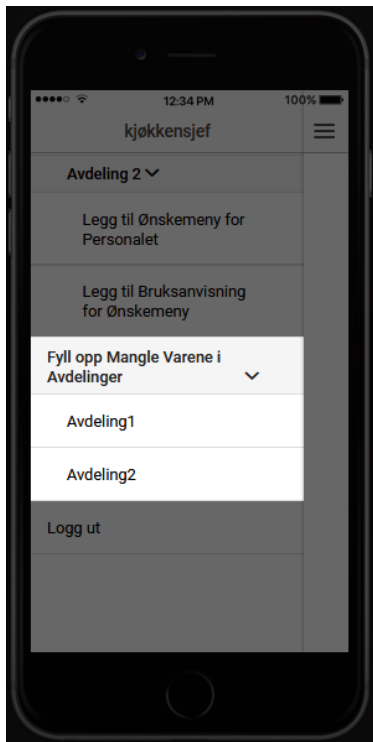 12:34 PM
100%
kjøkkensjef
Avdeling 2
Legg til Ønskemeny for
Personalet
Legg til Bruksanvisning
for Ønskemeny
Fyll opp Mangle Varene i
Avdelinger
Avdeling1
Avdeling2
Logg ut